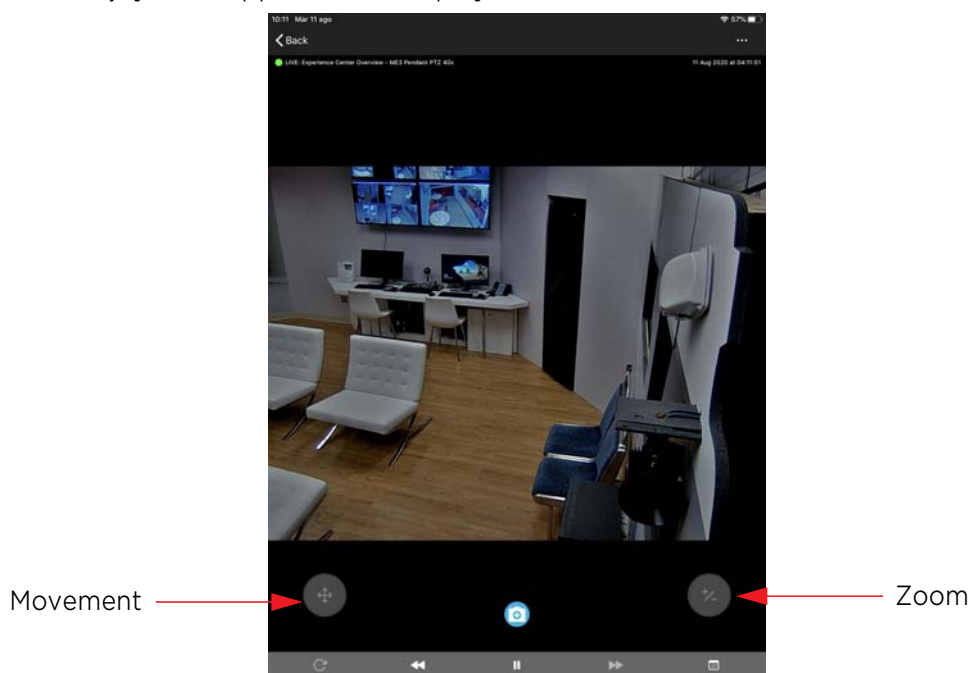 10:11 Mar 11 ago
57%
Back
LIVE: Experience Center Overview - ME3 Pendant PTZ 40x
11 Aug 2020 at 04:11:51
Movement
Zoom